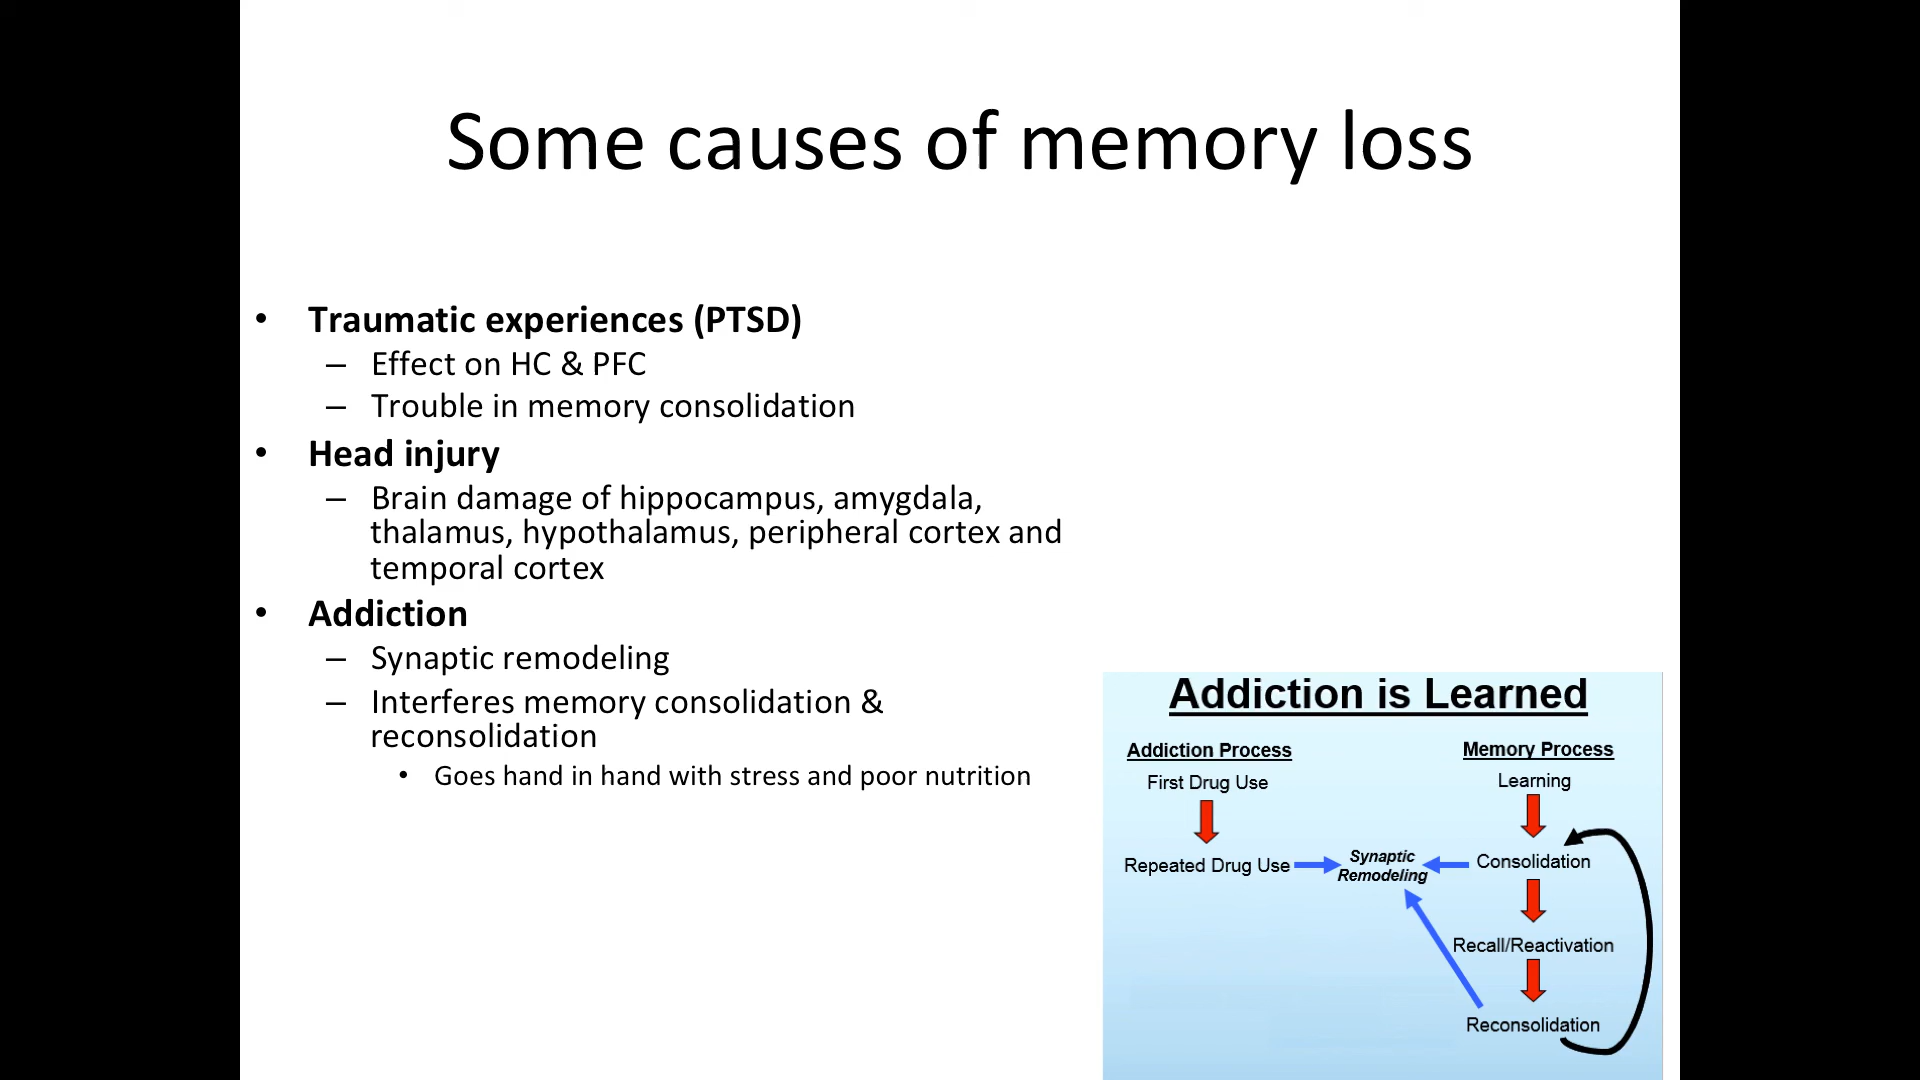 Some causes of memory loss
• Traumatic experiences (PTSD)
– Effect on HC & PFC
– Trouble in memory consolidation
• Head injury
– Brain damage of hippocampus, amygdala,
thalamus, hypothalamus, peripheral cortex and
temporal cortex
• Addiction
– Synaptic remodeling
– Interferes memory consolidation &
reconsolidation
• Goes hand in hand with stress and poor nutrition
Addiction is Learned
Addiction Process
First Drug Use
Repeated Drug Use
Synaptic
Remodeling
Memory Process
Learning
Consolidation
Recall/Reactivation
Reconsolidation